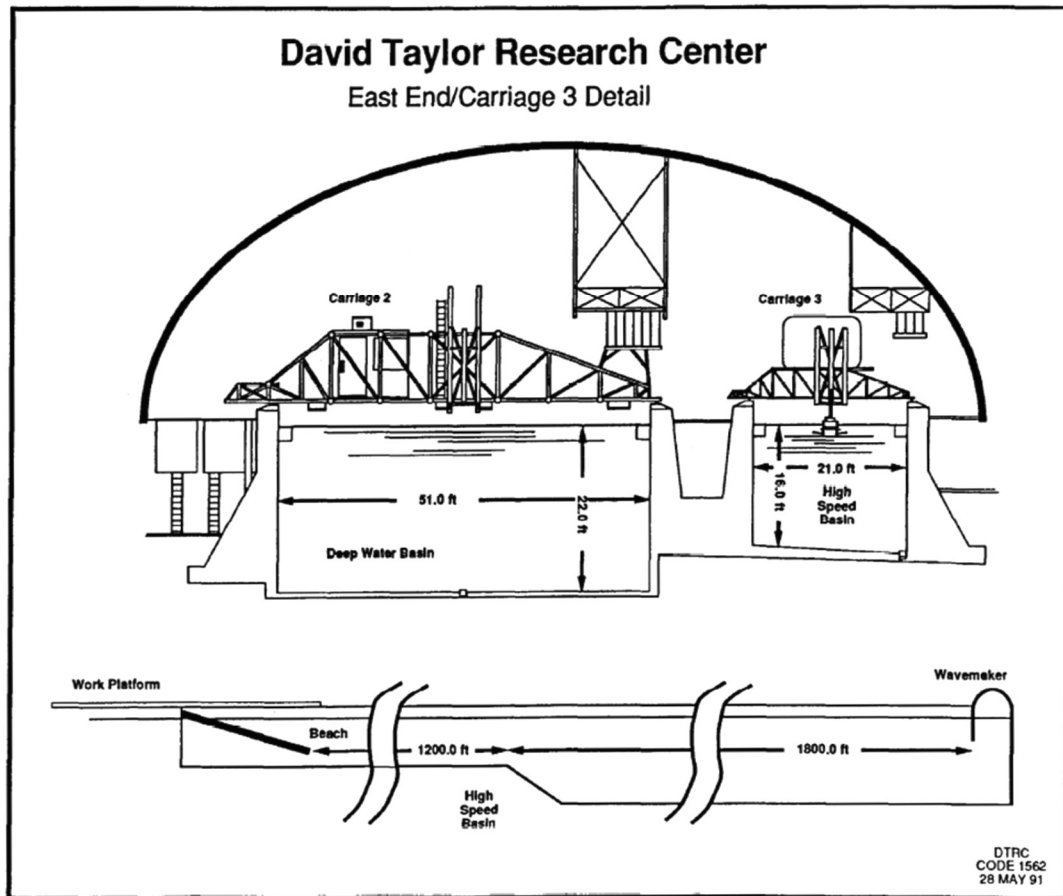 David Taylor Research Center
East End/Carriage 3 Detail
Carriage 2
Carriage 3
51.0 ft
22.0 ft
Deep Water Basin
21.0 ft
16.0 ft
High
Speed
Basin
Work Platform
Wavemaker
Beach
1200.0 ft
1800.0 ft
High
Speed
Basin
DTRC
CODE 1562
28 MAY 91